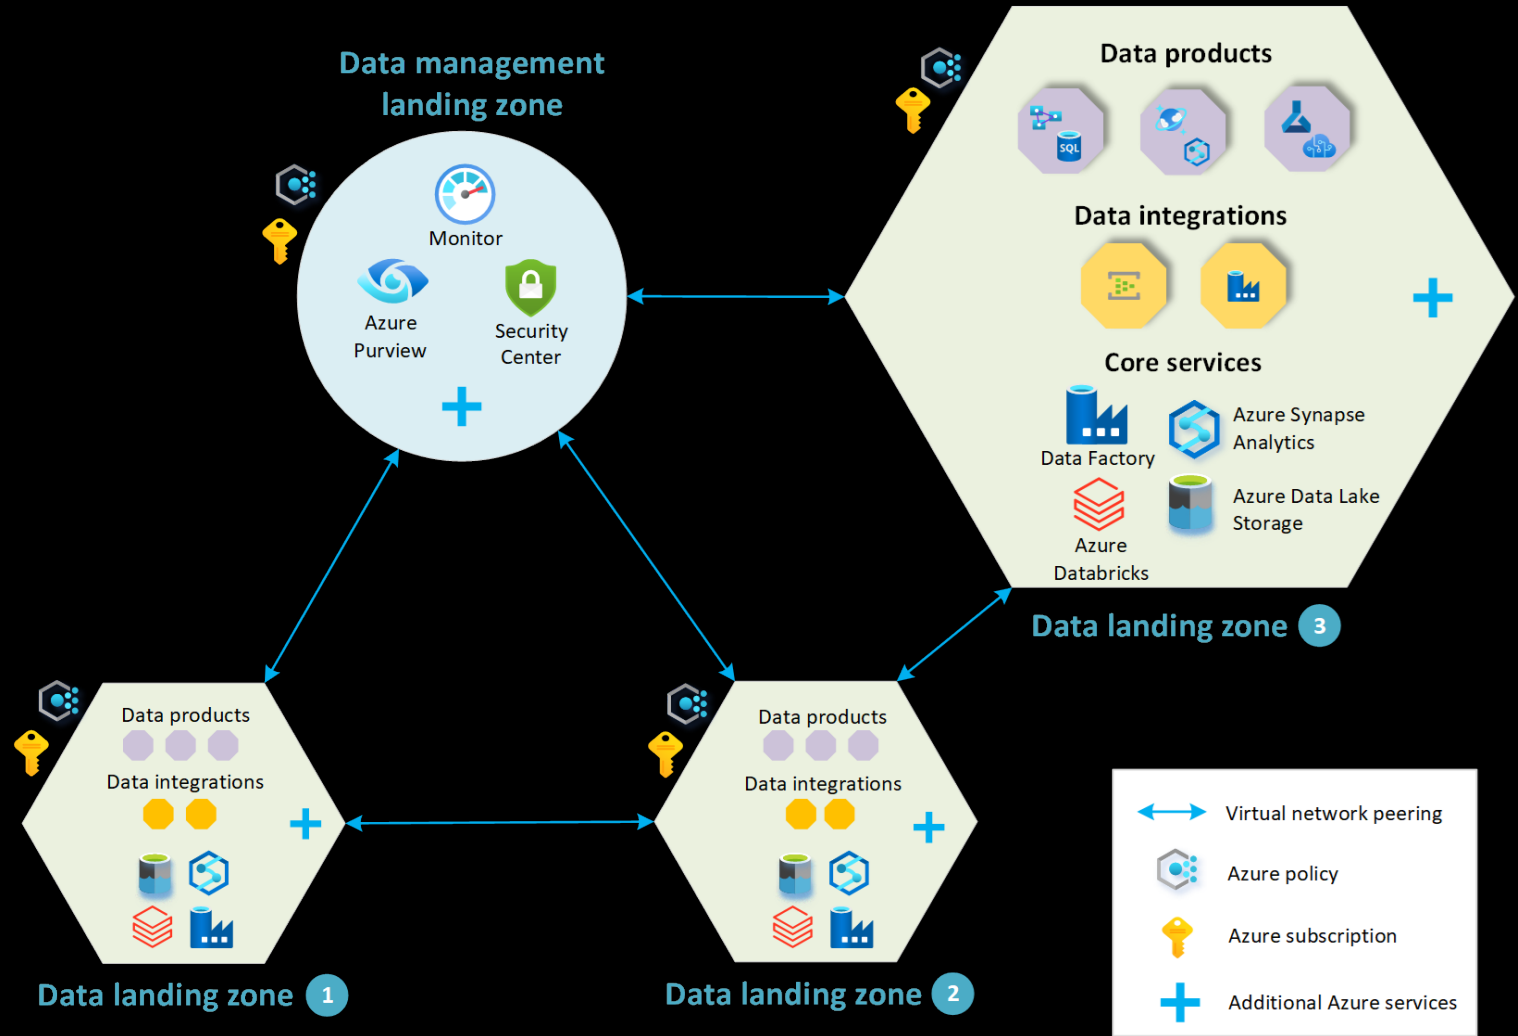 Data management
landing zone
Monitor
Azure
Purview
Security
Center
Data products
SQL
Data integrations
Core services
Data Factory
Azure Synapse
Analytics
Azure
Databricks
Azure Data Lake
Storage
Data landing zone 3
Data products
Data integrations
Data landing zone 1
Data products
Data integrations
Data landing zone 2
Virtual network peering
Azure policy
Azure subscription
Additional Azure services